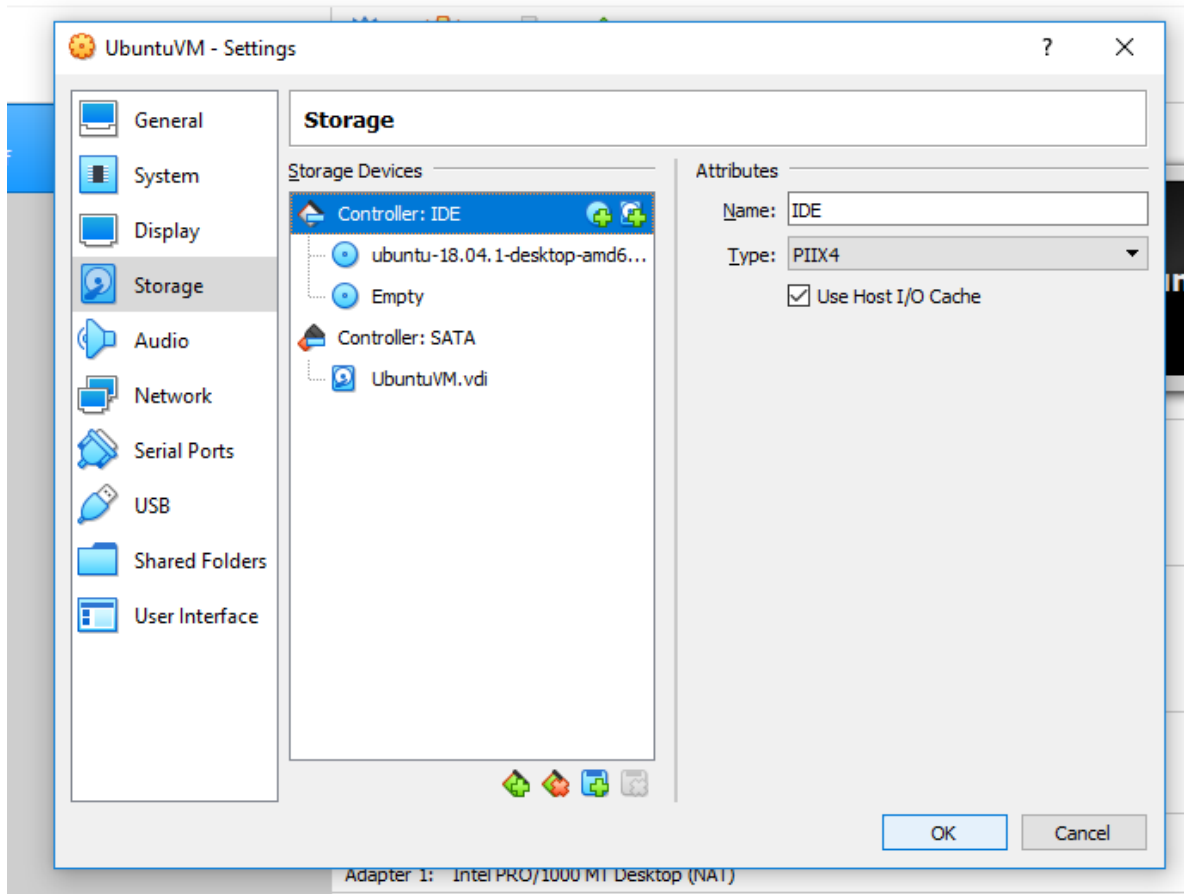 UbuntuVM - Settings
?
General
System
Display
Storage
Audio
Network
Serial Ports
USB
Shared Folders
User Interface
Storage
Storage Devices
Controller: IDE
ubuntu-18.04.1-desktop-amd6...
Empty
Controller: SATA
UbuntuVM.vdi
Attributes
Name: IDE
Type: PIIX4
Use Host I/O Cache
OK
Cancel
Adapter 1: Intel PRO/1000 MT Desktop (NAT)